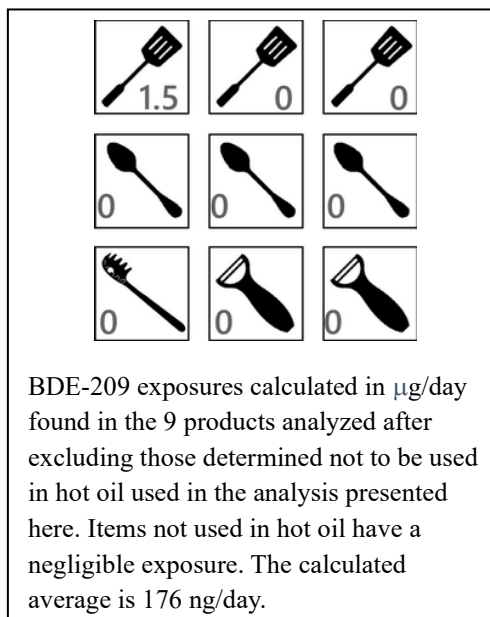 1.5 0 0
0 0 0
0 0 0
BDE-209 exposures calculated in μg/day
found in the 9 products analyzed after
excluding those determined not to be used
in hot oil used in the analysis presented
here. Items not used in hot oil have a
negligible exposure. The calculated
average is 176 ng/day.